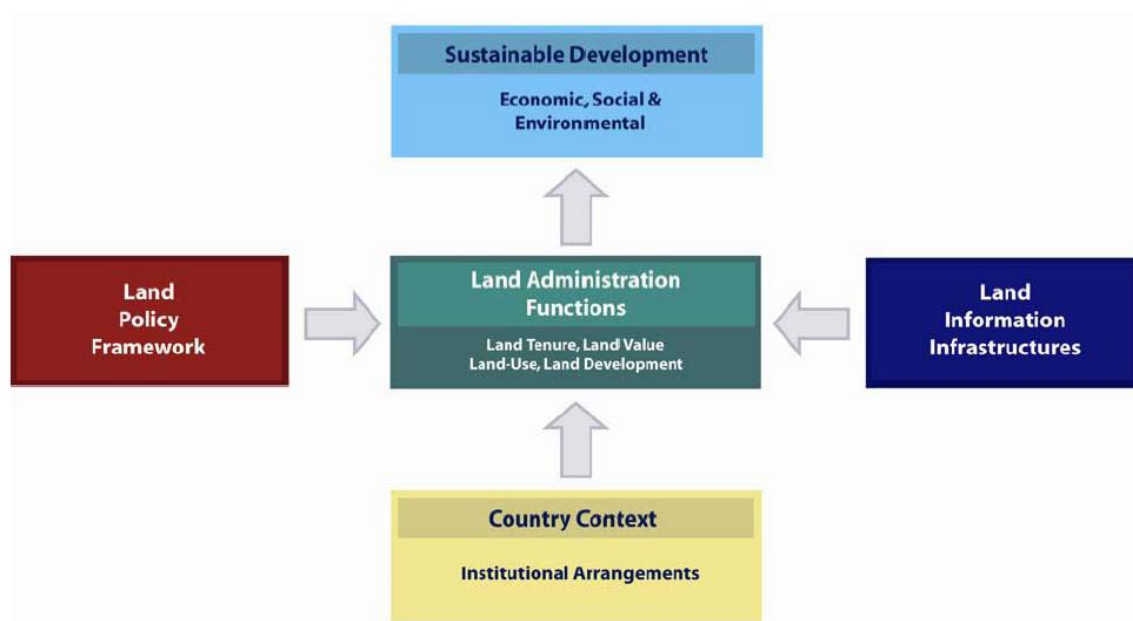 Sustainable Development
Economic, Social &
Environmental
Land
Policy
Framework
Land Administration
Functions
Land Tenure, Land Value
Land-Use, Land Development
Land
Information
Infrastructures
Country Context
Institutional Arrangements